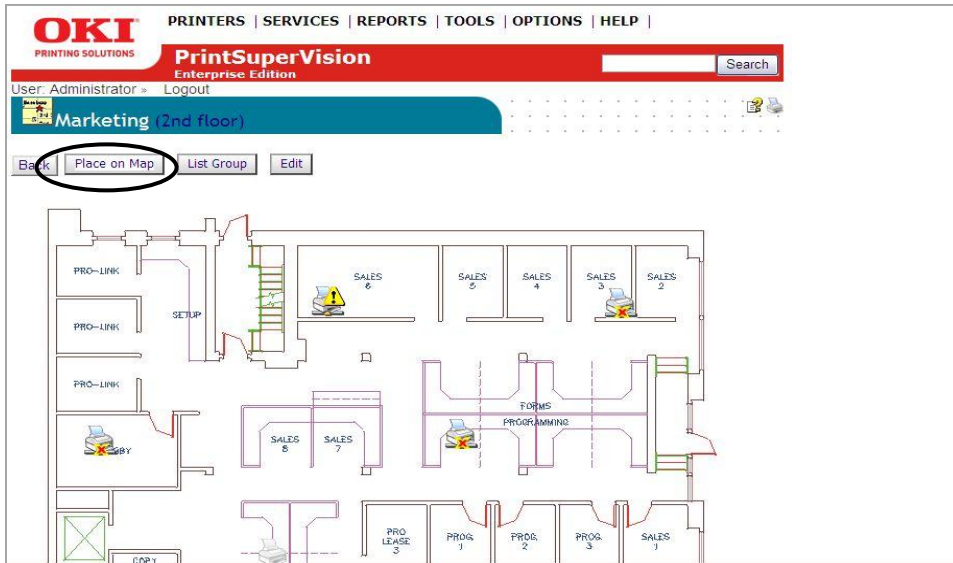 OKI
PRINTING SOLUTIONS
PRINTERS | SERVICES | REPORTS | TOOLS | OPTIONS | HELP |
PrintSuperVision
Enterprise Edition
Search
User: Administrator » Logout
Marketing (2nd floor)
Back
Place on Map
List Group
Edit
PRO-LINK
SALES
6
SALES
5
SALES
4
SALES
3
SALES
2
SETUP
PRO-LINK
PRO-LINK
FORMS
PROGRAMMING
SALES
8
SALES
7
PRO
LEASE
3
PROG.
1
PROG.
2
PROG.
3
SALES
1
COPY